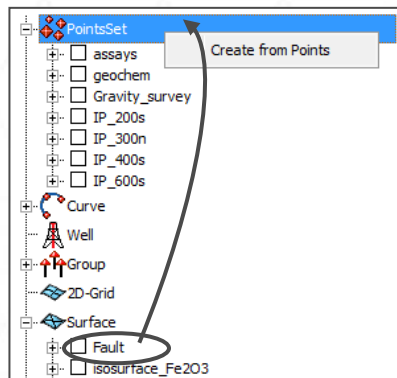 PointsSet
Create from Points
assays
geochem
Gravity_survey
IP_200s
IP_300n
IP_400s
IP_600s
Curve
Well
Group
2D-Grid
Surface
Fault
isosurface_Fe2O3